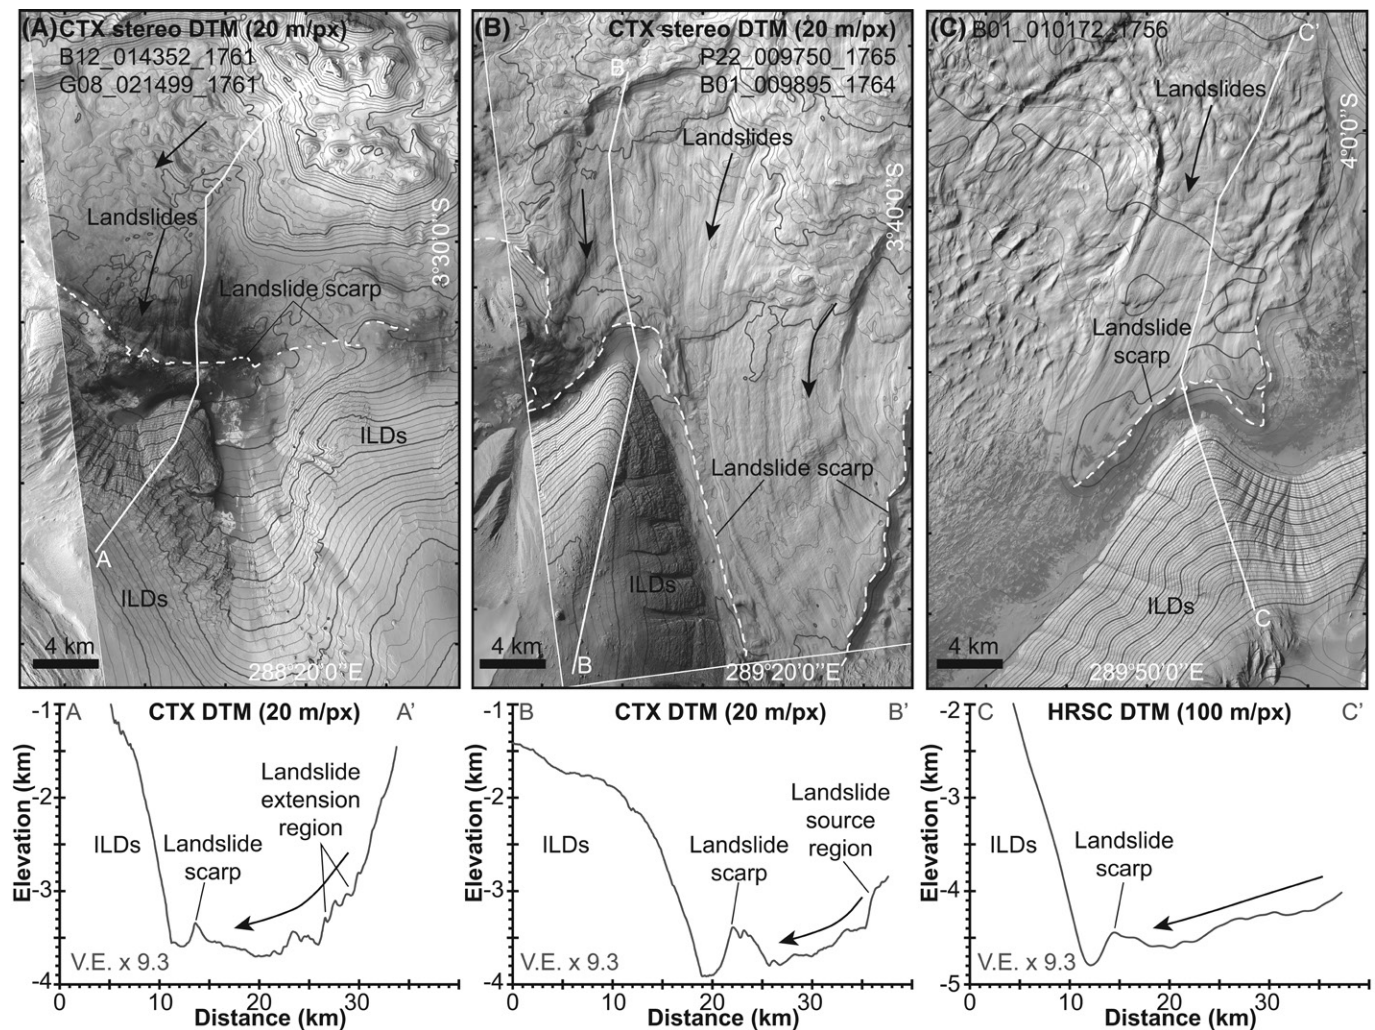 (A) CTX stereo DTM (20 m/px)
B12_014352_1761
G08_021499_1761
A'
Landslides
3°30'0''S
Landslide scarp
ILDs
A
ILDs
4 km
288°20'0''E
(B) CTX stereo DTM (20 m/px)
P22_009750_1765
B01_009895_1764
B'
Landslides
3°40'0''S
Landslide scarp
ILDs
B
4 km
289°20'0''E
(C) B01_010172_1756
C'
Landslides
4°0'0''S
Landslide
scarp
ILDs
C
4 km
289°50'0''E
A CTX DTM (20 m/px) A'
Elevation (km)
-1
-2
-3
-4
Landslide
extension
region
ILDs
Landslide
scarp
V.E. x 9.3
0 10 20 30
Distance (km)
B CTX DTM (20 m/px) B'
Elevation (km)
-1
-2
-3
-4
Landslide
source
region
ILDs
Landslide
scarp
V.E. x 9.3
0 10 20 30
Distance (km)
C HRSC DTM (100 m/px) C'
Elevation (km)
-2
-3
-4
-5
ILDs
Landslide
scarp
V.E. x 9.3
0 10 20 30
Distance (km)